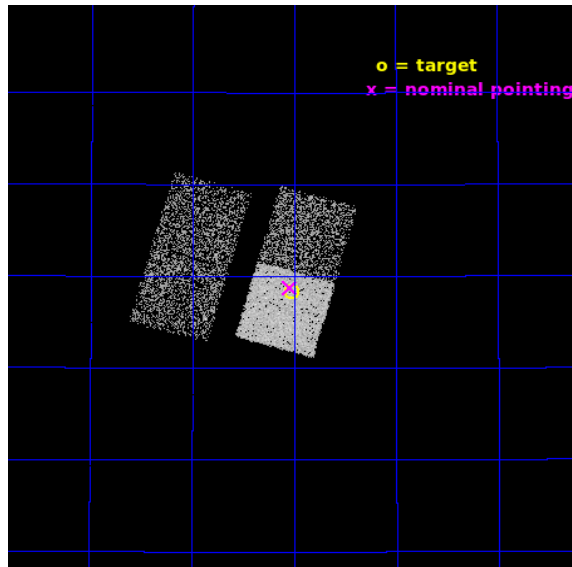 o = target
x = nominal pointing